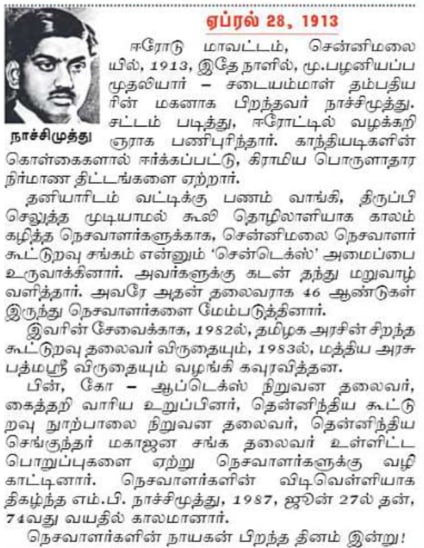 ஏப்ரல் 28, 1913
ஈரோடு மாவட்டம், சென்னிமலை
யில், 1913, இதே நாளில், மு.பழனியப்ப
முதலியார் – சடையம்மாள் தம்பதிய
ரின் மகனாக பிறந்தவர் நாச்சிமுத்து.
சட்டம் படித்து, ஈரோட்டில் வழக்கறி
ஞராக பணிபுரிந்தார். காந்தியடிகளின்
நாச்சிமுத்து
கொள்கைகளால் ஈர்க்கப்பட்டு, கிராமிய பொருளாதார
நிர்மாண திட்டங்களை ஏற்றார்.
தனியாரிடம் வட்டிக்கு பணம் வாங்கி, திருப்பி
செலுத்த முடியாமல் கூலி தொழிலாளியாக காலம்
கழித்த நெசவாளர்களுக்காக, சென்னிமலை நெசவாளர்
கூட்டுறவு சங்கம் என்னும் 'சென்டெக்ஸ்' அமைப்பை
உருவாக்கினார். அவர்களுக்கு கடன் தந்து மறுவாழ்
வளித்தார். அவரே அதன் தலைவராக 46 ஆண்டுகள்
இருந்து நெசவாளர்களை மேம்படுத்தினார்.
இவரின் சேவைக்காக, 1982ல், தமிழக அரசின் சிறந்த
கூட்டுறவு தலைவர் விருதையும், 1983ல், மத்திய அரசு
பத்மஸ்ரீ விருதையும் வழங்கி கவுரவித்தன.
பின், கோ – ஆப்டெக்ஸ் நிறுவன தலைவர்,
கைத்தறி வாரிய உறுப்பினர், தென்னிந்திய கூட்டு
றவு நூற்பாலை நிறுவன தலைவர், தென்னிந்திய
செங்குந்தர் மகாஜன சங்க தலைவர் உள்ளிட்ட
பொறுப்புகளை ஏற்று நெசவாளர்களுக்கு வழி
காட்டினார். நெசவாளர்களின் விடிவெள்ளியாக
திகழ்ந்த எம்.பி. நாச்சிமுத்து, 1987, ஜூன் 27ல் தன்,
74வது வயதில் காலமானார்.
நெசவாளர்களின் நாயகன் பிறந்த தினம் இன்று!